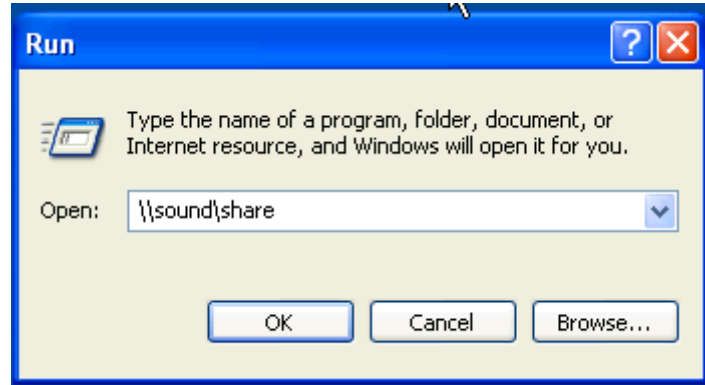 Run
Type the name of a program, folder, document, or
Internet resource, and Windows will open it for you.
Open: \\sound\share
OK Cancel Browse...